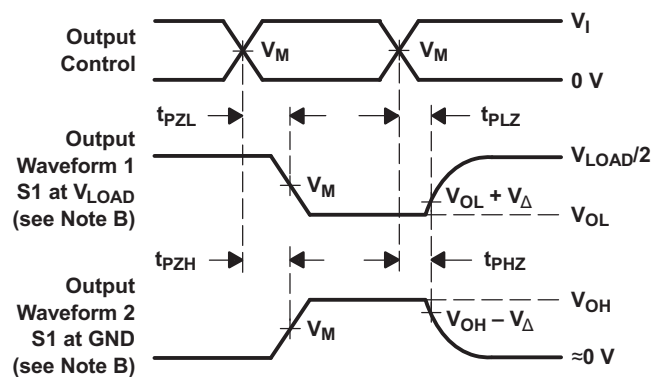 Output
Control
V_M
V_M
V_I
0 V
t_PZL
t_PLZ
Output
Waveform 1
S1 at V_LOAD
(see Note B)
V_M
V_LOAD/2
V_OL + V_Δ
V_OL
t_PZH
t_PHZ
Output
Waveform 2
S1 at GND
(see Note B)
V_M
V_OH
V_OH – V_Δ
≈0 V